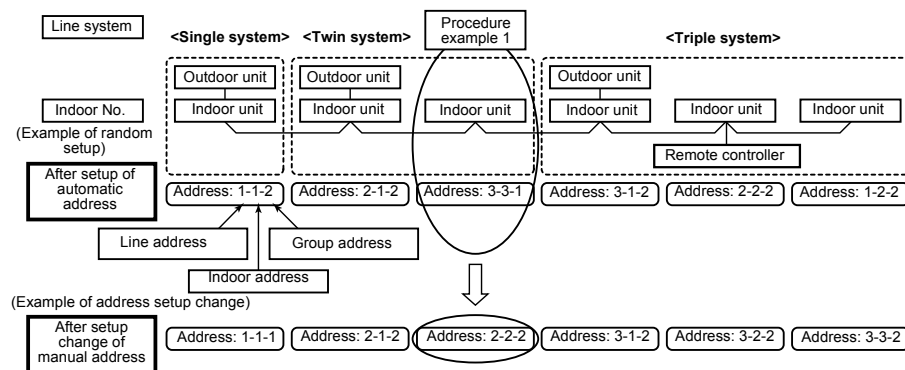 Line system
<Single system>
<Twin system>
Procedure
example 1
<Triple system>
Outdoor unit
Outdoor unit
Outdoor unit
Indoor No.
Indoor unit
Indoor unit
Indoor unit
Indoor unit
Indoor unit
Indoor unit
(Example of random
setup)
Remote controller
After setup of
automatic
address
Address: 1-1-2
Address: 2-1-2
Address: 3-3-1
Address: 3-1-2
Address: 2-2-2
Address: 1-2-2
Line address
Group address
Indoor address
(Example of address setup change)
After setup
change of
manual address
Address: 1-1-1
Address: 2-1-2
Address: 2-2-2
Address: 3-1-2
Address: 3-2-2
Address: 3-3-2